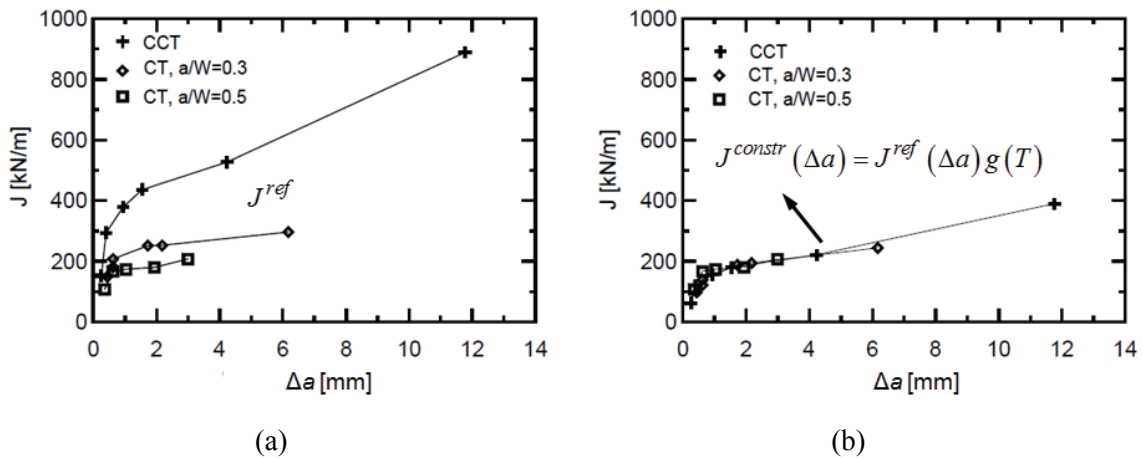 1000
800
600
400
200
0
J [kN/m]
CCT
CT, a/W=0.3
CT, a/W=0.5
J^{ref}
0 2 4 6 8 10 12 14
Δa [mm]
(a)
1000
800
600
400
200
0
J [kN/m]
CCT
CT, a/W=0.3
CT, a/W=0.5
J^{constr}(Δa) = J^{ref}(Δa) g(T)
0 2 4 6 8 10 12 14
Δa [mm]
(b)